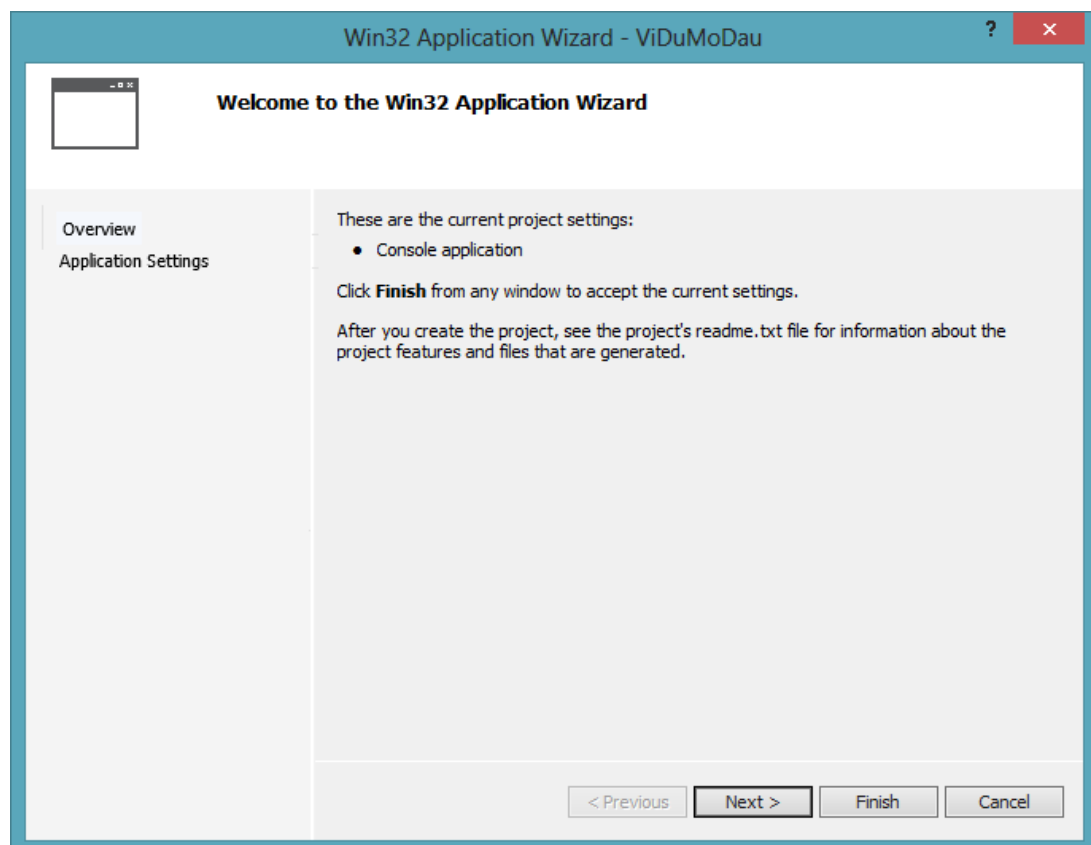 Win32 Application Wizard - ViDuMoDau
?
×
Welcome to the Win32 Application Wizard
Overview
Application Settings
These are the current project settings:
• Console application
Click Finish from any window to accept the current settings.
After you create the project, see the project's readme.txt file for information about the
project features and files that are generated.
< Previous
Next >
Finish
Cancel